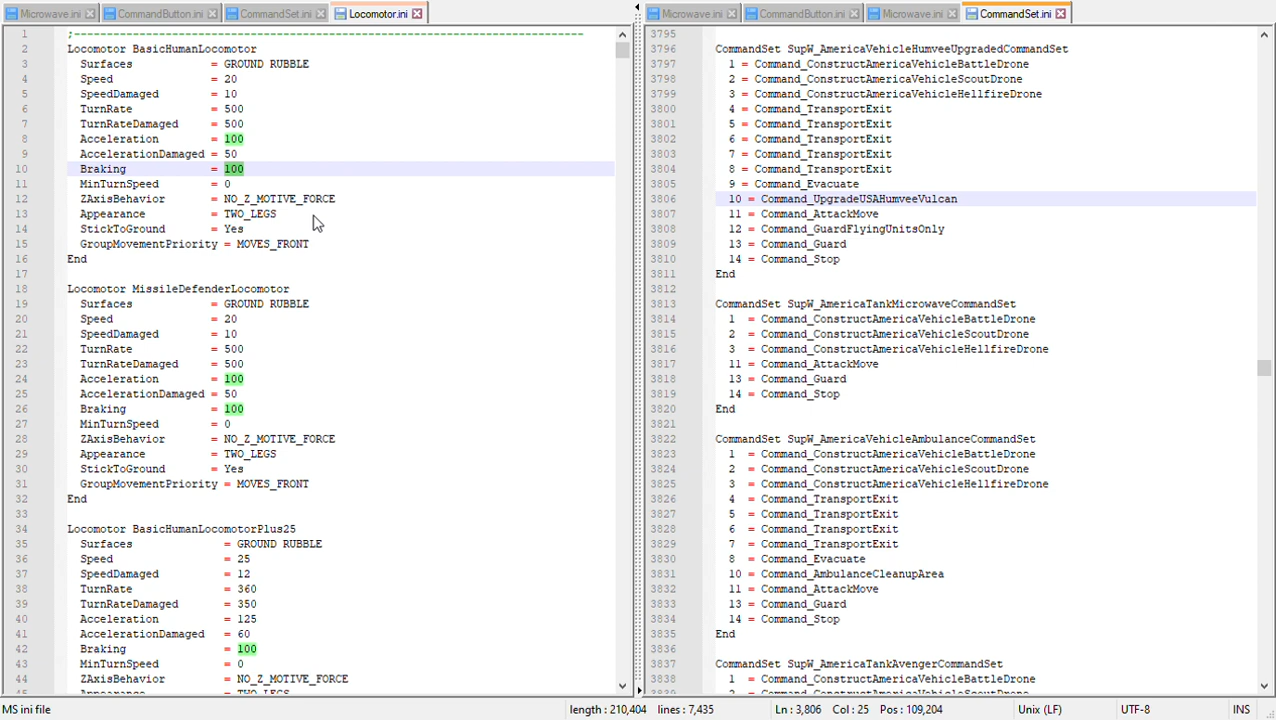 Microwave.ini CommandButton.ini CommandSet.ini Locomotor.ini
1 ;------------------------------------------------------------------------------
2 Locomotor BasicHumanLocomotor
3 Surfaces = GROUND RUBBLE
4 Speed = 20
5 SpeedDamaged = 10
6 TurnRate = 500
7 TurnRateDamaged = 500
8 Acceleration = 100
9 AccelerationDamaged = 50
10 Braking = 100
11 MinTurnSpeed = 0
12 ZAxisBehavior = NO_Z_MOTIVE_FORCE
13 Appearance = TWO_LEGS
14 StickToGround = Yes
15 GroupMovementPriority = MOVES_FRONT
16 End
17
18 Locomotor MissileDefenderLocomotor
19 Surfaces = GROUND RUBBLE
20 Speed = 20
21 SpeedDamaged = 10
22 TurnRate = 500
23 TurnRateDamaged = 500
24 Acceleration = 100
25 AccelerationDamaged = 50
26 Braking = 100
27 MinTurnSpeed = 0
28 ZAxisBehavior = NO_Z_MOTIVE_FORCE
29 Appearance = TWO_LEGS
30 StickToGround = Yes
31 GroupMovementPriority = MOVES_FRONT
32 End
33
34 Locomotor BasicHumanLocomotorPlus25
35 Surfaces = GROUND RUBBLE
36 Speed = 25
37 SpeedDamaged = 12
38 TurnRate = 360
39 TurnRateDamaged = 350
40 Acceleration = 125
41 AccelerationDamaged = 60
42 Braking = 100
43 MinTurnSpeed = 0
44 ZAxisBehavior = NO_Z_MOTIVE_FORCE
45 Appearance = TWO_LEGS
Microwave.ini CommandButton.ini Microwave.ini CommandSet.ini
3795
3796 CommandSet SupW_AmericaVehicleHumveeUpgradedCommandSet
3797 1 = Command_ConstructAmericaVehicleBattleDrone
3798 2 = Command_ConstructAmericaVehicleScoutDrone
3799 3 = Command_ConstructAmericaVehicleHellfireDrone
3800 4 = Command_TransportExit
3801 5 = Command_TransportExit
3802 6 = Command_TransportExit
3803 7 = Command_TransportExit
3804 8 = Command_TransportExit
3805 9 = Command_Evacuate
3806 10 = Command_UpgradeUSAHumveeVulcan
3807 11 = Command_AttackMove
3808 12 = Command_GuardFlyingUnitsOnly
3809 13 = Command_Guard
3810 14 = Command_Stop
3811 End
3812
3813 CommandSet SupW_AmericaTankMicrowaveCommandSet
3814 1 = Command_ConstructAmericaVehicleBattleDrone
3815 2 = Command_ConstructAmericaVehicleScoutDrone
3816 3 = Command_ConstructAmericaVehicleHellfireDrone
3817 11 = Command_AttackMove
3818 13 = Command_Guard
3819 14 = Command_Stop
3820 End
3821
3822 CommandSet SupW_AmericaVehicleAmbulanceCommandSet
3823 1 = Command_ConstructAmericaVehicleBattleDrone
3824 2 = Command_ConstructAmericaVehicleScoutDrone
3825 3 = Command_ConstructAmericaVehicleHellfireDrone
3826 4 = Command_TransportExit
3827 5 = Command_TransportExit
3828 6 = Command_TransportExit
3829 7 = Command_TransportExit
3830 8 = Command_Evacuate
3831 10 = Command_AmbulanceCleanupArea
3832 11 = Command_AttackMove
3833 13 = Command_Guard
3834 14 = Command_Stop
3835 End
3836
3837 CommandSet SupW_AmericaTankAvengerCommandSet
3838 1 = Command_ConstructAmericaVehicleBattleDrone
3839 2 = Command_ConstructAmericaVehicleScoutDrone
MS ini file length : 210,404 lines : 7,435 Ln : 3,806 Col : 25 Pos : 109,204 Unix (LF) UTF-8 INS